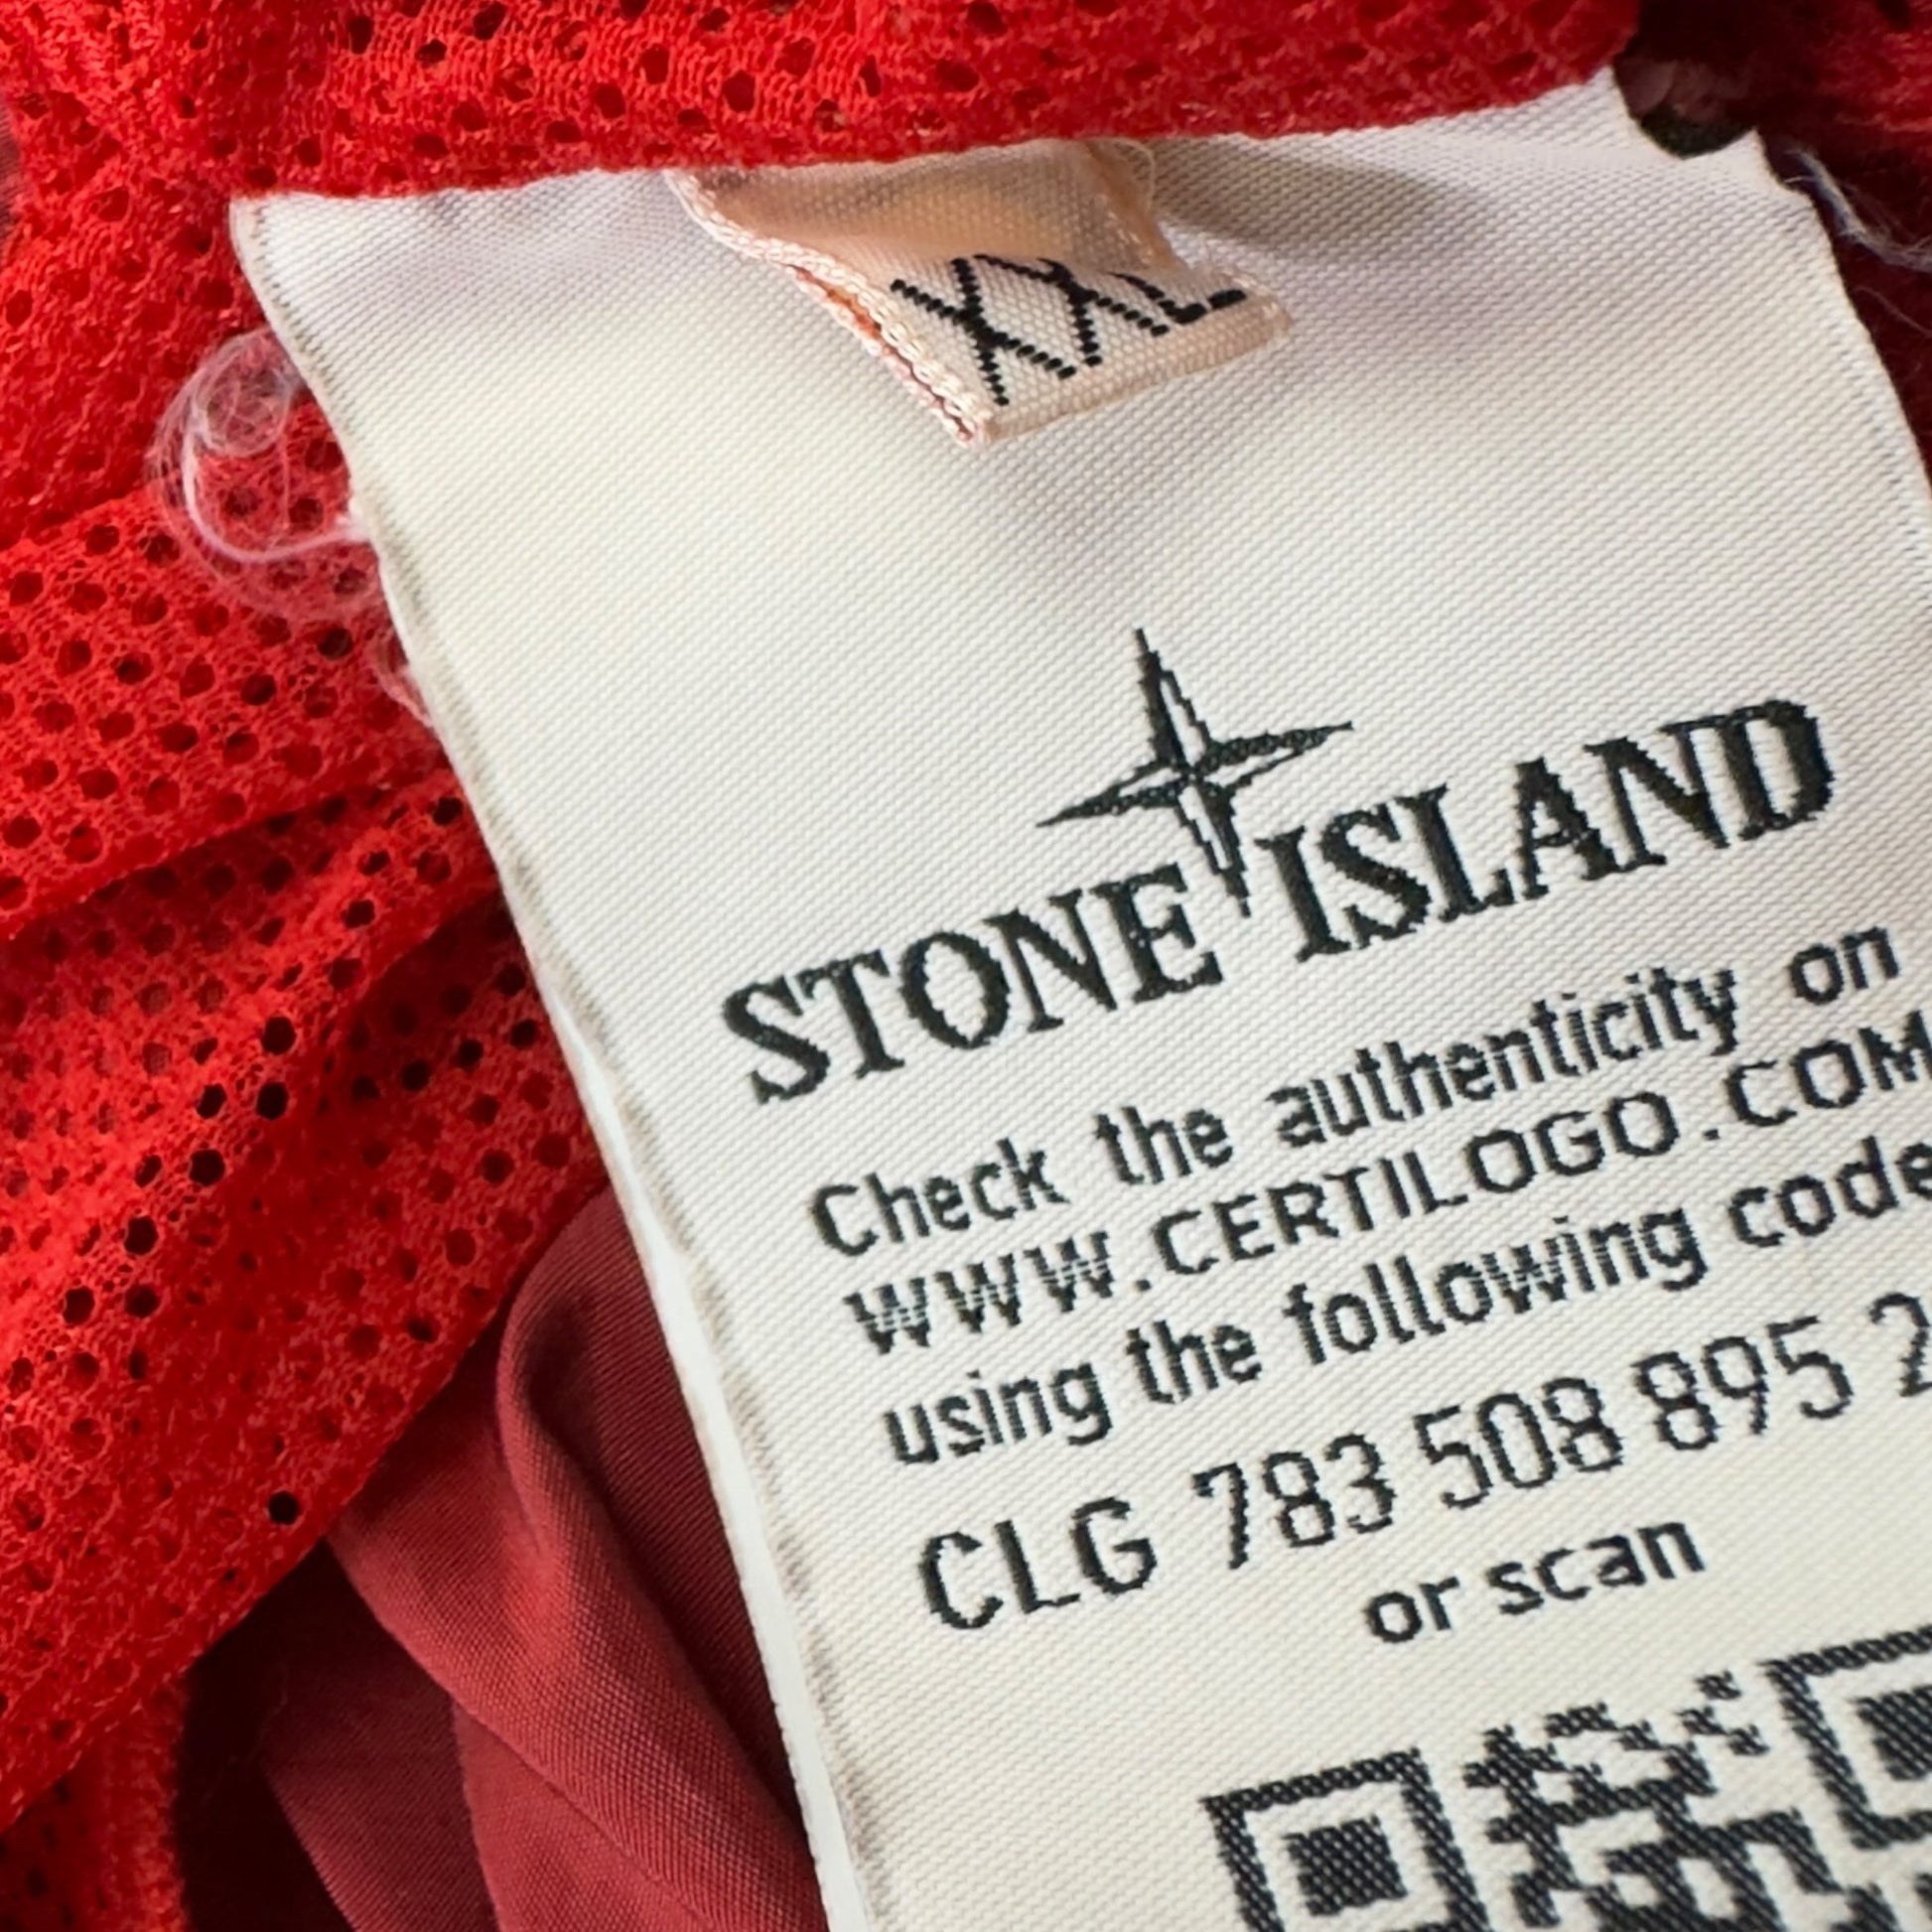 XXL
STONE ISLAND
Check the authenticity on
WWW.CERTILOGO.COM
using the following code
CLG 783 508 895 2
or scan